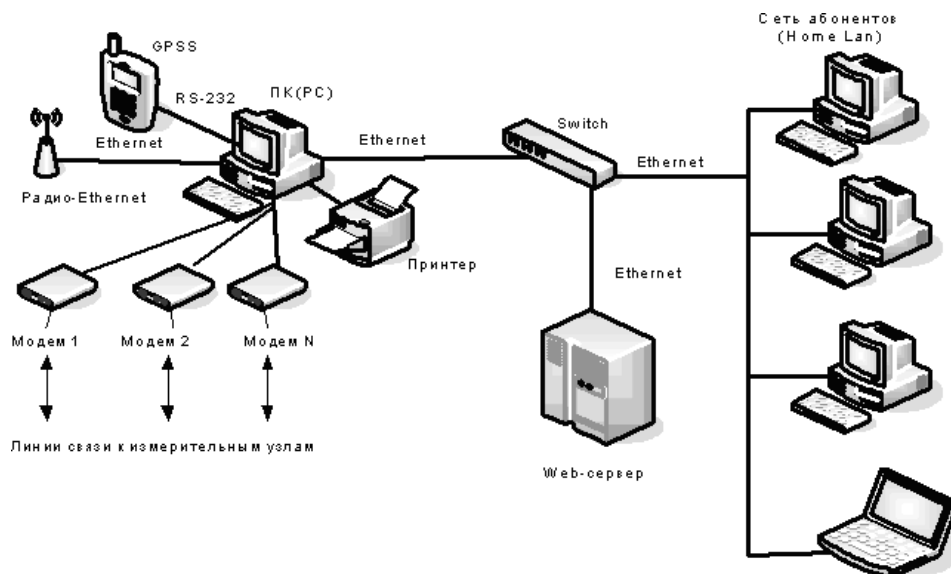 Сеть абонентов
(Home Lan)
GPSS
RS-232
ПК(PC)
Ethernet
Ethernet
Switch
Ethernet
Радио-Ethernet
Принтер
Ethernet
Модем 1
Модем 2
Модем N
Линии связи к измерительным узлам
Web-сервер